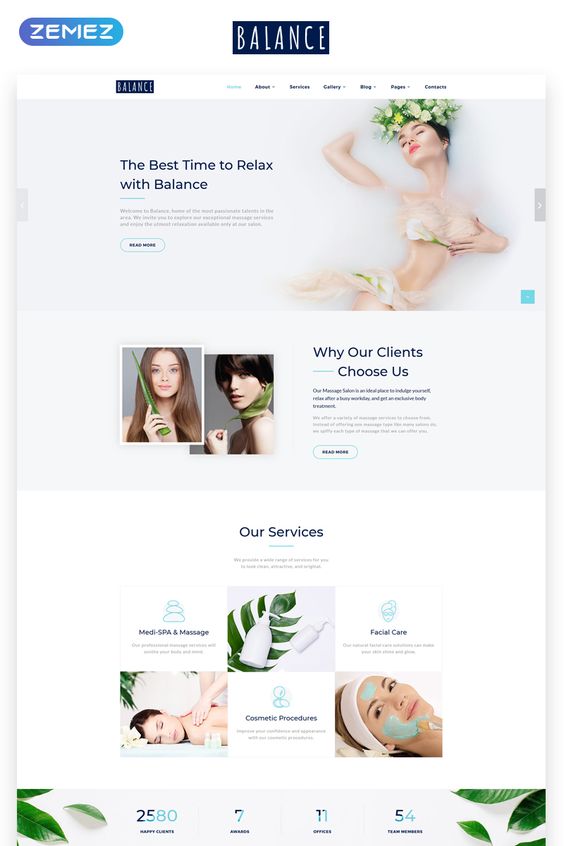 ZEMEZ
BALANCE
BALANCE
Home About Services Gallery Blog Pages Contacts
The Best Time to Relax
with Balance
Welcome to Balance, home of the most passionate talents in the
area. We invite you to explore our exceptional massage services
and enjoy the utmost relaxation available only at our salon.
READ MORE
Why Our Clients
Choose Us
Our Massage Salon is an ideal place to indulge yourself,
relax after a busy workday, and get an exclusive body
treatment.
We offer a variety of massage services to choose from.
Instead of offering one massage type like many salons do,
we spiffy each type of massage that we can offer you.
READ MORE
Our Services
We provide a wide range of services for you
to look clean, attractive, and original.
Medi-SPA & Massage
Our professional massage services will
soothe your body and mind.
Facial Care
Our natural facial care solutions can make
your skin shine and glow.
Cosmetic Procedures
Improve your confidence and appearance
with our cosmetic procedures.
2580 7 11 54
HAPPY CLIENTS AWARDS OFFICES TEAM MEMBERS